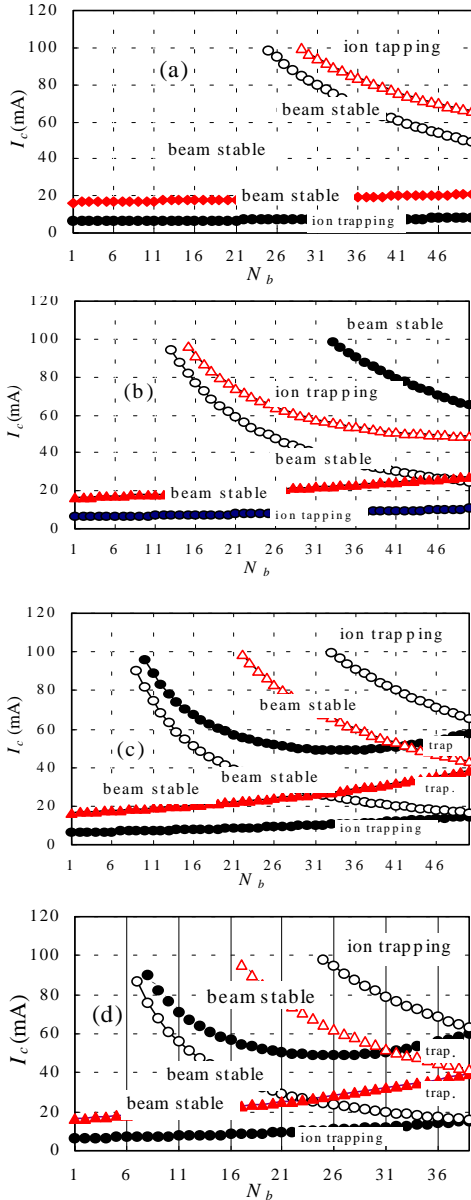 120
ion tapping
100
(a)
80
I_c (mA)
beam stable
60
beam stable
40
beam stable
20
ion trapping
0
1 6 11 16 21 26 31 36 41 46
N_b
120
beam stable
100
(b)
80
I_c (mA)
ion trapping
60
beam stable
40
beam stable
20
ion tapping
0
1 6 11 16 21 26 31 36 41 46
N_b
120
ion trapping
100
80
I_c (mA)
beam stable
60
(c)
trap
40
beam stable
beam stable
trap.
20
ion trapping
0
1 6 11 16 21 26 31 36 41 46
N_b
120
ion trapping
100
80
I_c (mA)
beam stable
60
(d)
trap.
40
beam stable
trap.
beam stable
20
ion trapping
0
1 6 11 16 21 26 31 36 41 46
N_b